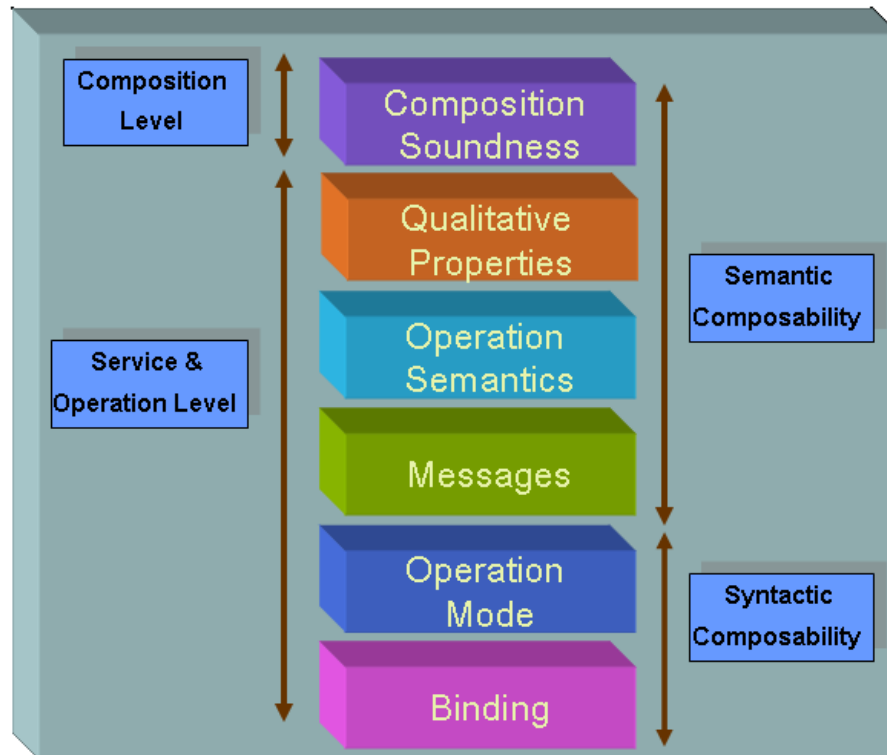 Composition
Level
Composition
Soundness
Qualitative
Properties
Semantic
Composability
Service &
Operation Level
Operation
Semantics
Messages
Operation
Mode
Syntactic
Composability
Binding